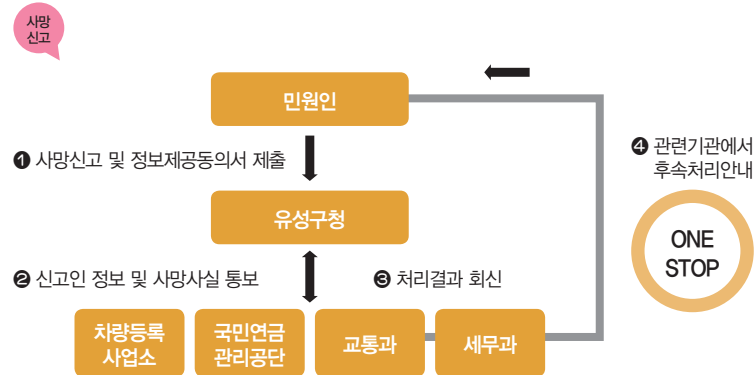 사망
신고
민원인
❶ 사망신고 및 정보제공동의서 제출
❹ 관련기관에서
후속처리안내
유성구청
ONE
STOP
❷ 신고인 정보 및 사망사실 통보
❸ 처리결과 회신
차량등록
사업소
국민연금
관리공단
교통과
세무과